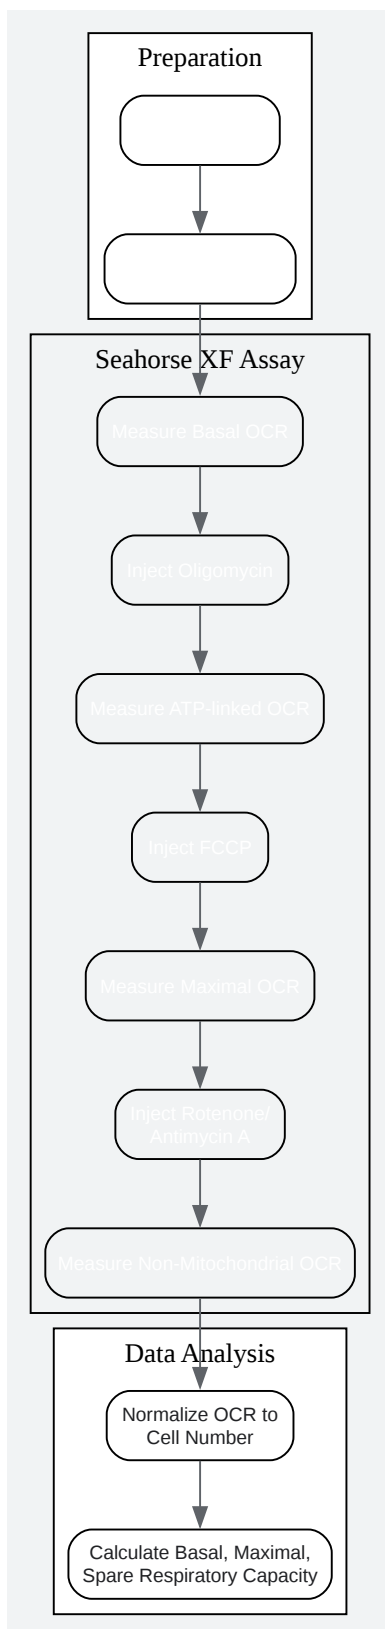 Preparation
Seahorse XF Assay
Measure Basal OCR
Inject Oligomycin
Measure ATP-linked OCR
Inject FCCP
Measure Maximal OCR
Inject Rotenone/
Antimycin A
Measure Non-Mitochondrial OCR
Data Analysis
Normalize OCR to
Cell Number
Calculate Basal, Maximal,
Spare Respiratory Capacity